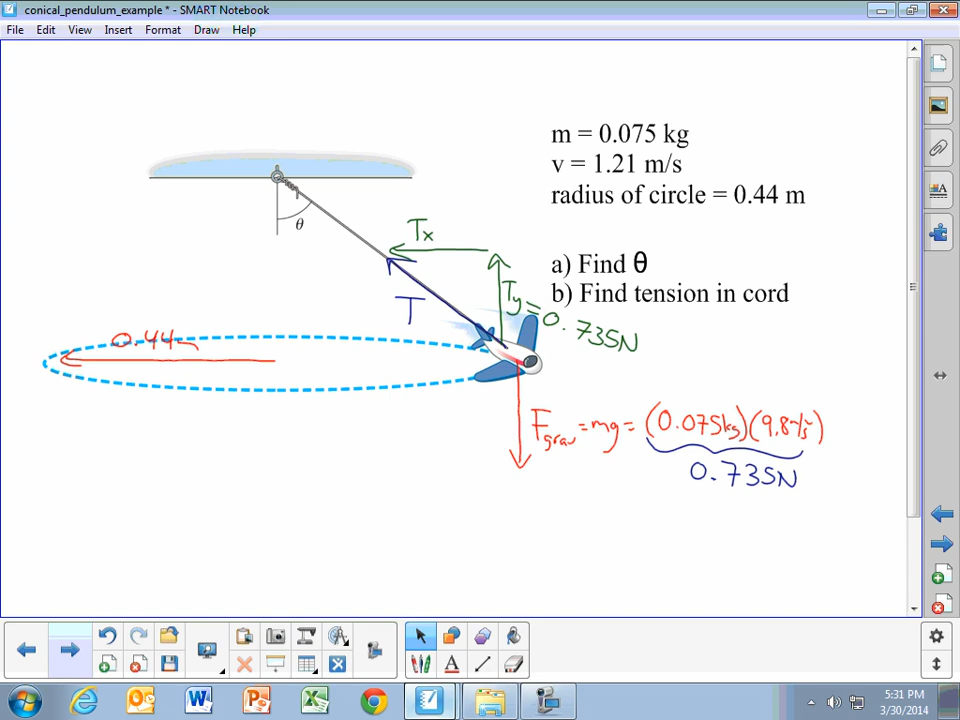 conical_pendulum_example * - SMART Notebook
File Edit View Insert Format Draw Help
m = 0.075 kg
v = 1.21 m/s
radius of circle = 0.44 m
θ
Tx
a) Find θ
b) Find tension in cord
T
Ty = 0.735N
0.44m
Fgrav = mg = (0.075kg)(9.8m/s²)
0.735N
5:31 PM
3/30/2014